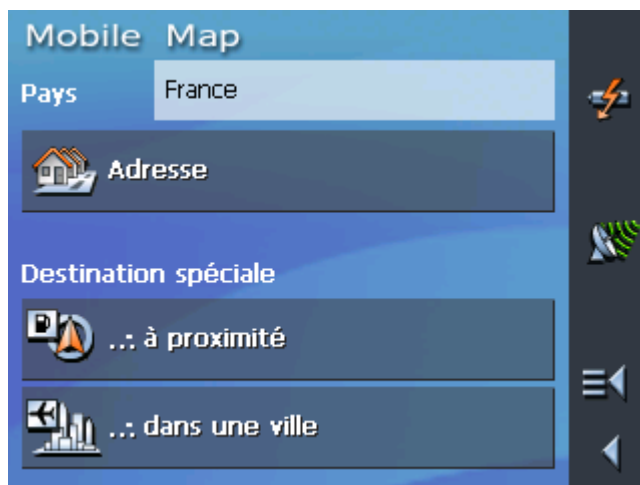 Mobile Map
Pays France
Adresse
Destination spéciale
..: à proximité
..: dans une ville